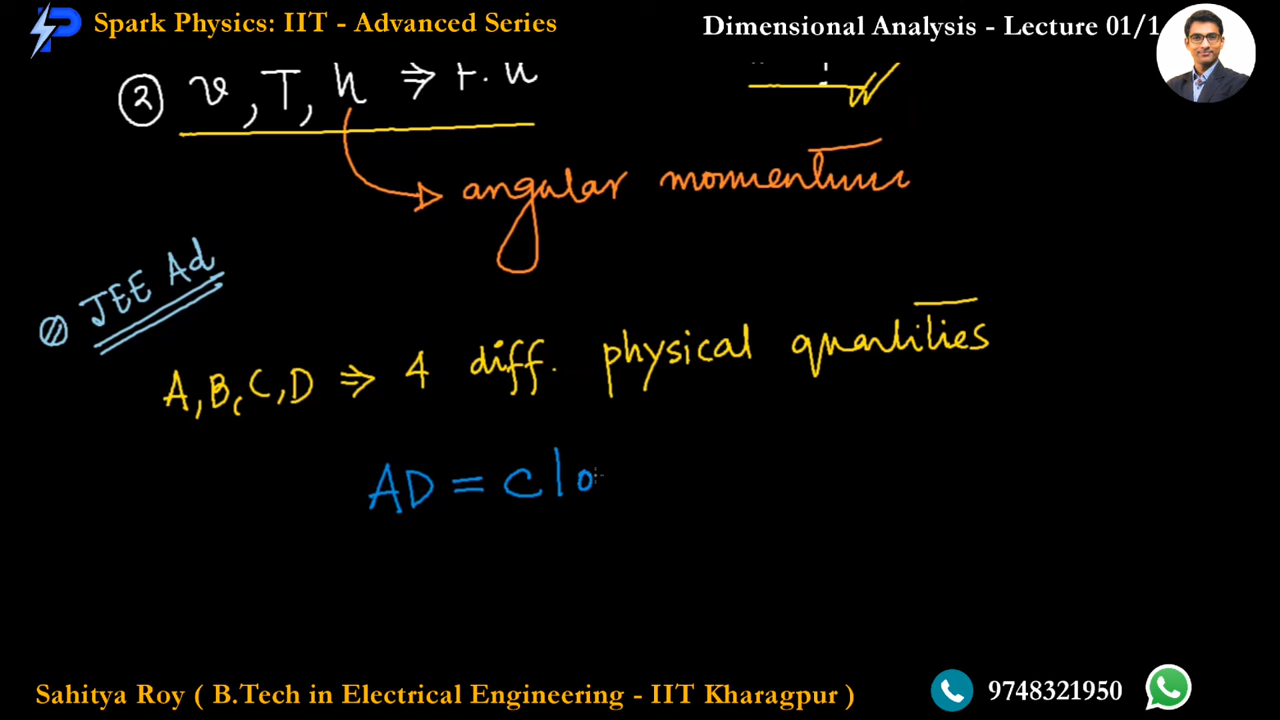 Spark Physics: IIT - Advanced Series
Dimensional Analysis - Lecture 01/1
② v, T, h ⇒
angular momentum
JEE Ad
A, B, C, D ⇒ 4 diff. physical quantities
AD = C lo
Sahitya Roy ( B.Tech in Electrical Engineering - IIT Kharagpur )
9748321950